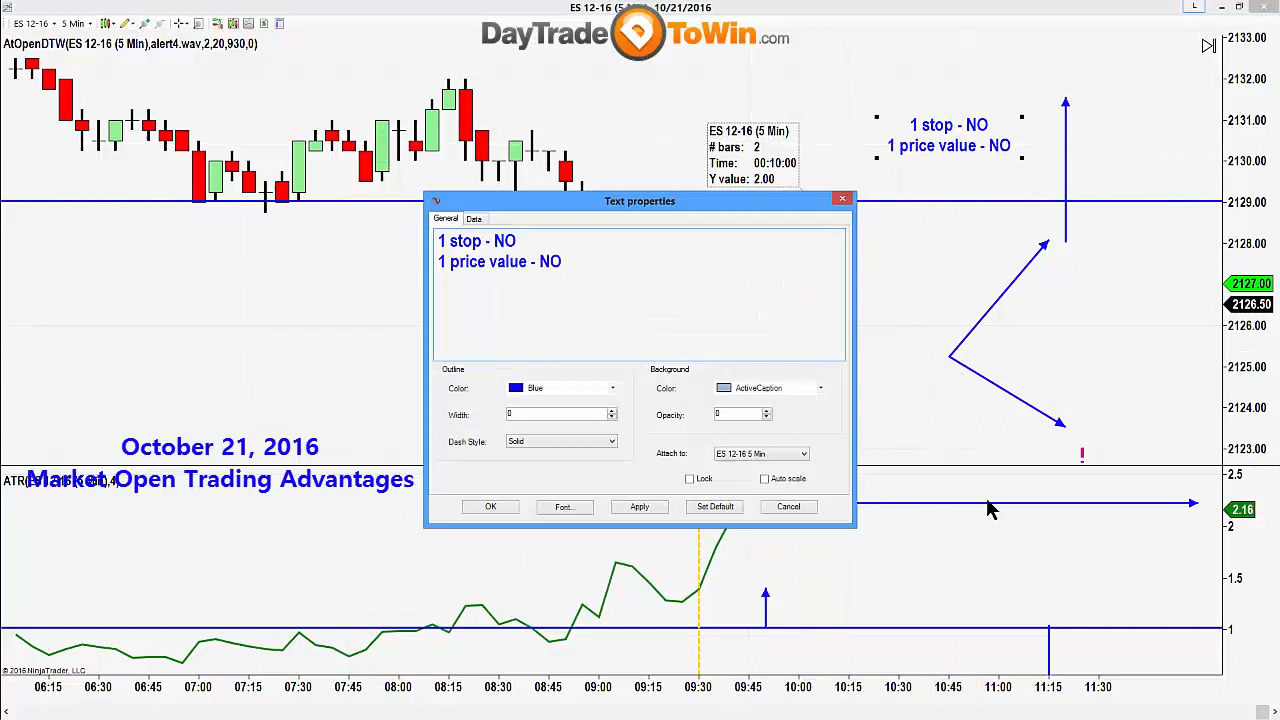 ES 12-16 (5 Min) 10/21/2016
ES 12-16
5 Min
AtOpenDTW(ES 12-16 (5 Min),alert4.wav,2,20,930,0)
DayTradeToWin.com
L
2133.00
2132.00
2131.00
2130.00
2129.00
2128.00
2127.00
2126.50
2126.00
2125.00
2124.00
2123.00
ES 12-16 (5 Min)
# bars: 2
Time: 00:10:00
Y value: 2.00
1 stop - NO
1 price value - NO
Text properties
General
Data
1 stop - NO
1 price value - NO
Outline
Color: Blue
Width: 0
Dash Style: Solid
Background
Color: ActiveCaption
Opacity: 0
Attach to: ES 12-16 5 Min
Lock
Auto scale
OK
Font...
Apply
Set Default
Cancel
!
October 21, 2016
Market Open Trading Advantages
2.5
2.16
2
1.5
1
© 2016 NinjaTrader, LLC
06:15 06:30 06:45 07:00 07:15 07:30 07:45 08:00 08:15 08:30 08:45 09:00 09:15 09:30 09:45 10:00 10:15 10:30 10:45 11:00 11:15 11:30